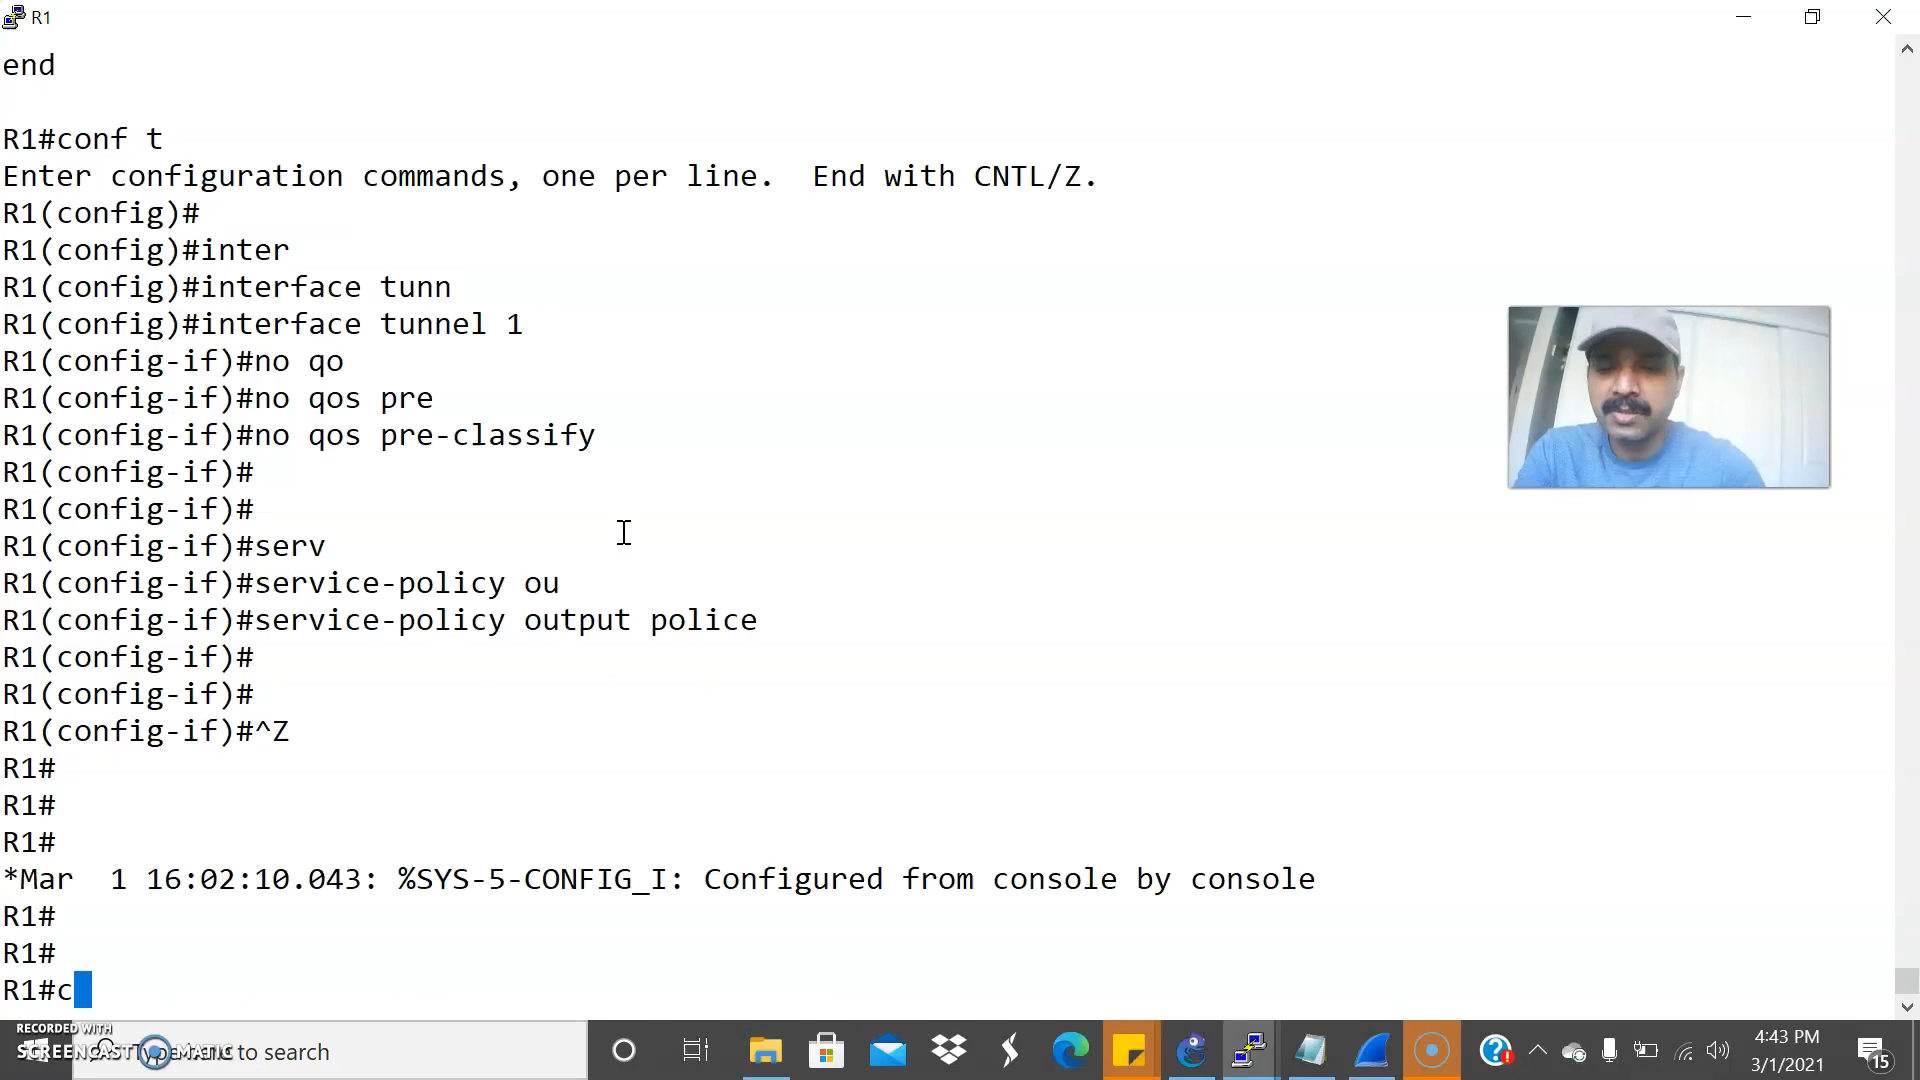 R1
end
R1#conf t
Enter configuration commands, one per line.  End with CNTL/Z.
R1(config)#
R1(config)#inter
R1(config)#interface tunn
R1(config)#interface tunnel 1
R1(config-if)#no qo
R1(config-if)#no qos pre
R1(config-if)#no qos pre-classify
R1(config-if)#
R1(config-if)#
R1(config-if)#serv
R1(config-if)#service-policy ou
R1(config-if)#service-policy output police
R1(config-if)#
R1(config-if)#
R1(config-if)#^Z
R1#
R1#
R1#
*Mar  1 16:02:10.043: %SYS-5-CONFIG_I: Configured from console by console
R1#
R1#
R1#c
RECORDED WITH
SCREENCAST MATIC
to search
4:43 PM
3/1/2021
15